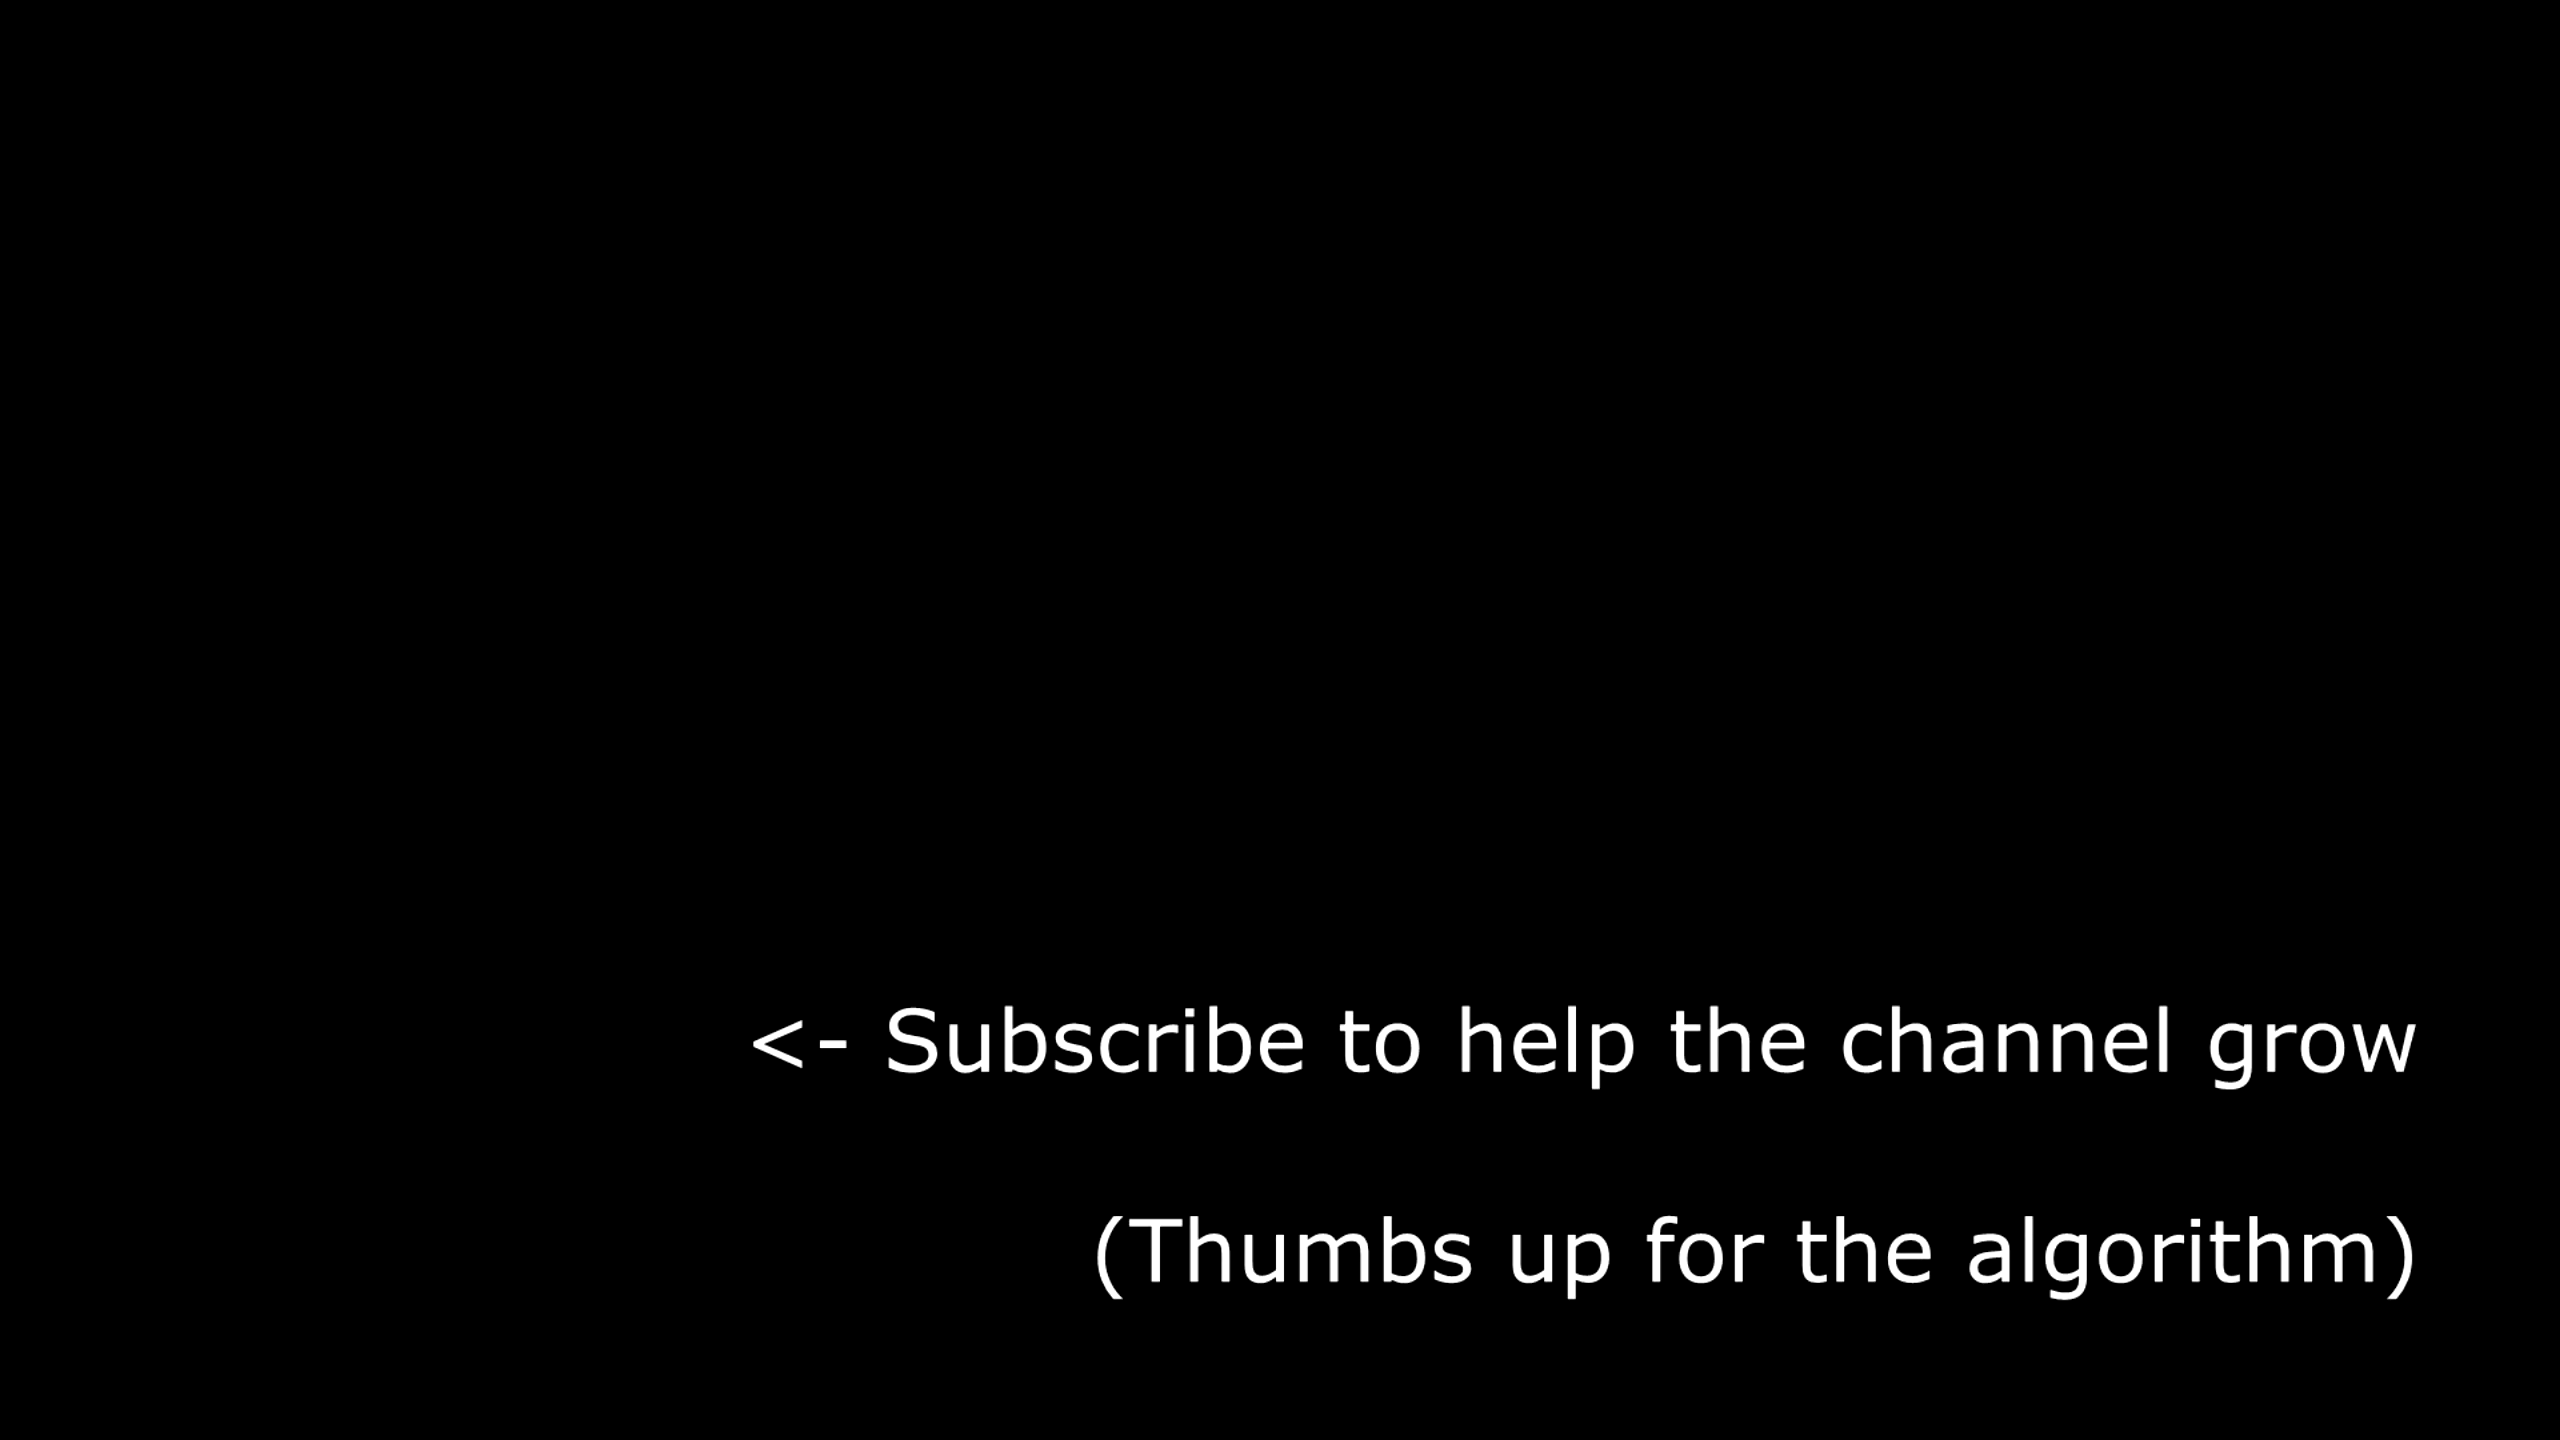 <- Subscribe to help the channel grow
(Thumbs up for the algorithm)